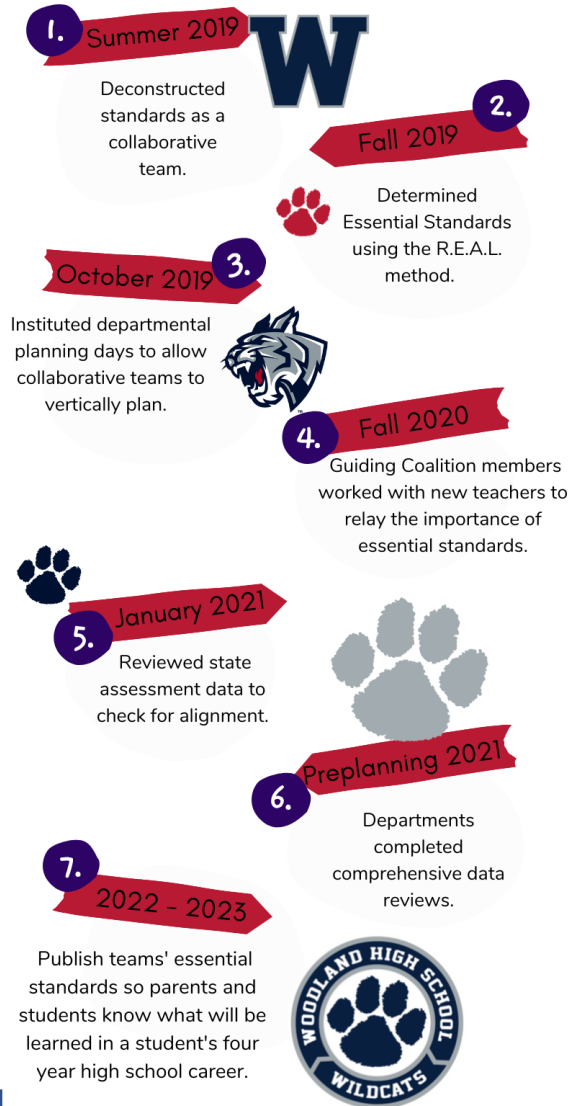 1.
Summer 2019
W
Deconstructed
standards as a
collaborative
team.
2.
Fall 2019
Determined
Essential Standards
using the R.E.A.L.
method.
3.
October 2019
Instituted departmental
planning days to allow
collaborative teams to
vertically plan.
TM
4.
Fall 2020
Guiding Coalition members
worked with new teachers to
relay the importance of
essential standards.
5.
January 2021
Reviewed state
assessment data to
check for alignment.
6.
Preplanning 2021
Departments
completed
comprehensive data
reviews.
7.
2022 - 2023
Publish teams' essential
standards so parents and
students know what will be
learned in a student's four
year high school career.
WOODLAND HIGH SCHOOL
WILDCATS